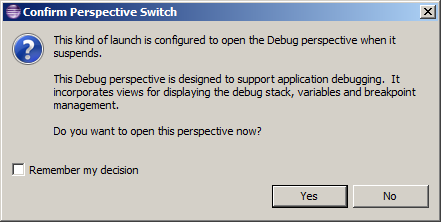 Confirm Perspective Switch
This kind of launch is configured to open the Debug perspective when it
suspends.
This Debug perspective is designed to support application debugging.  It
incorporates views for displaying the debug stack, variables and breakpoint
management.
Do you want to open this perspective now?
Remember my decision
Yes No